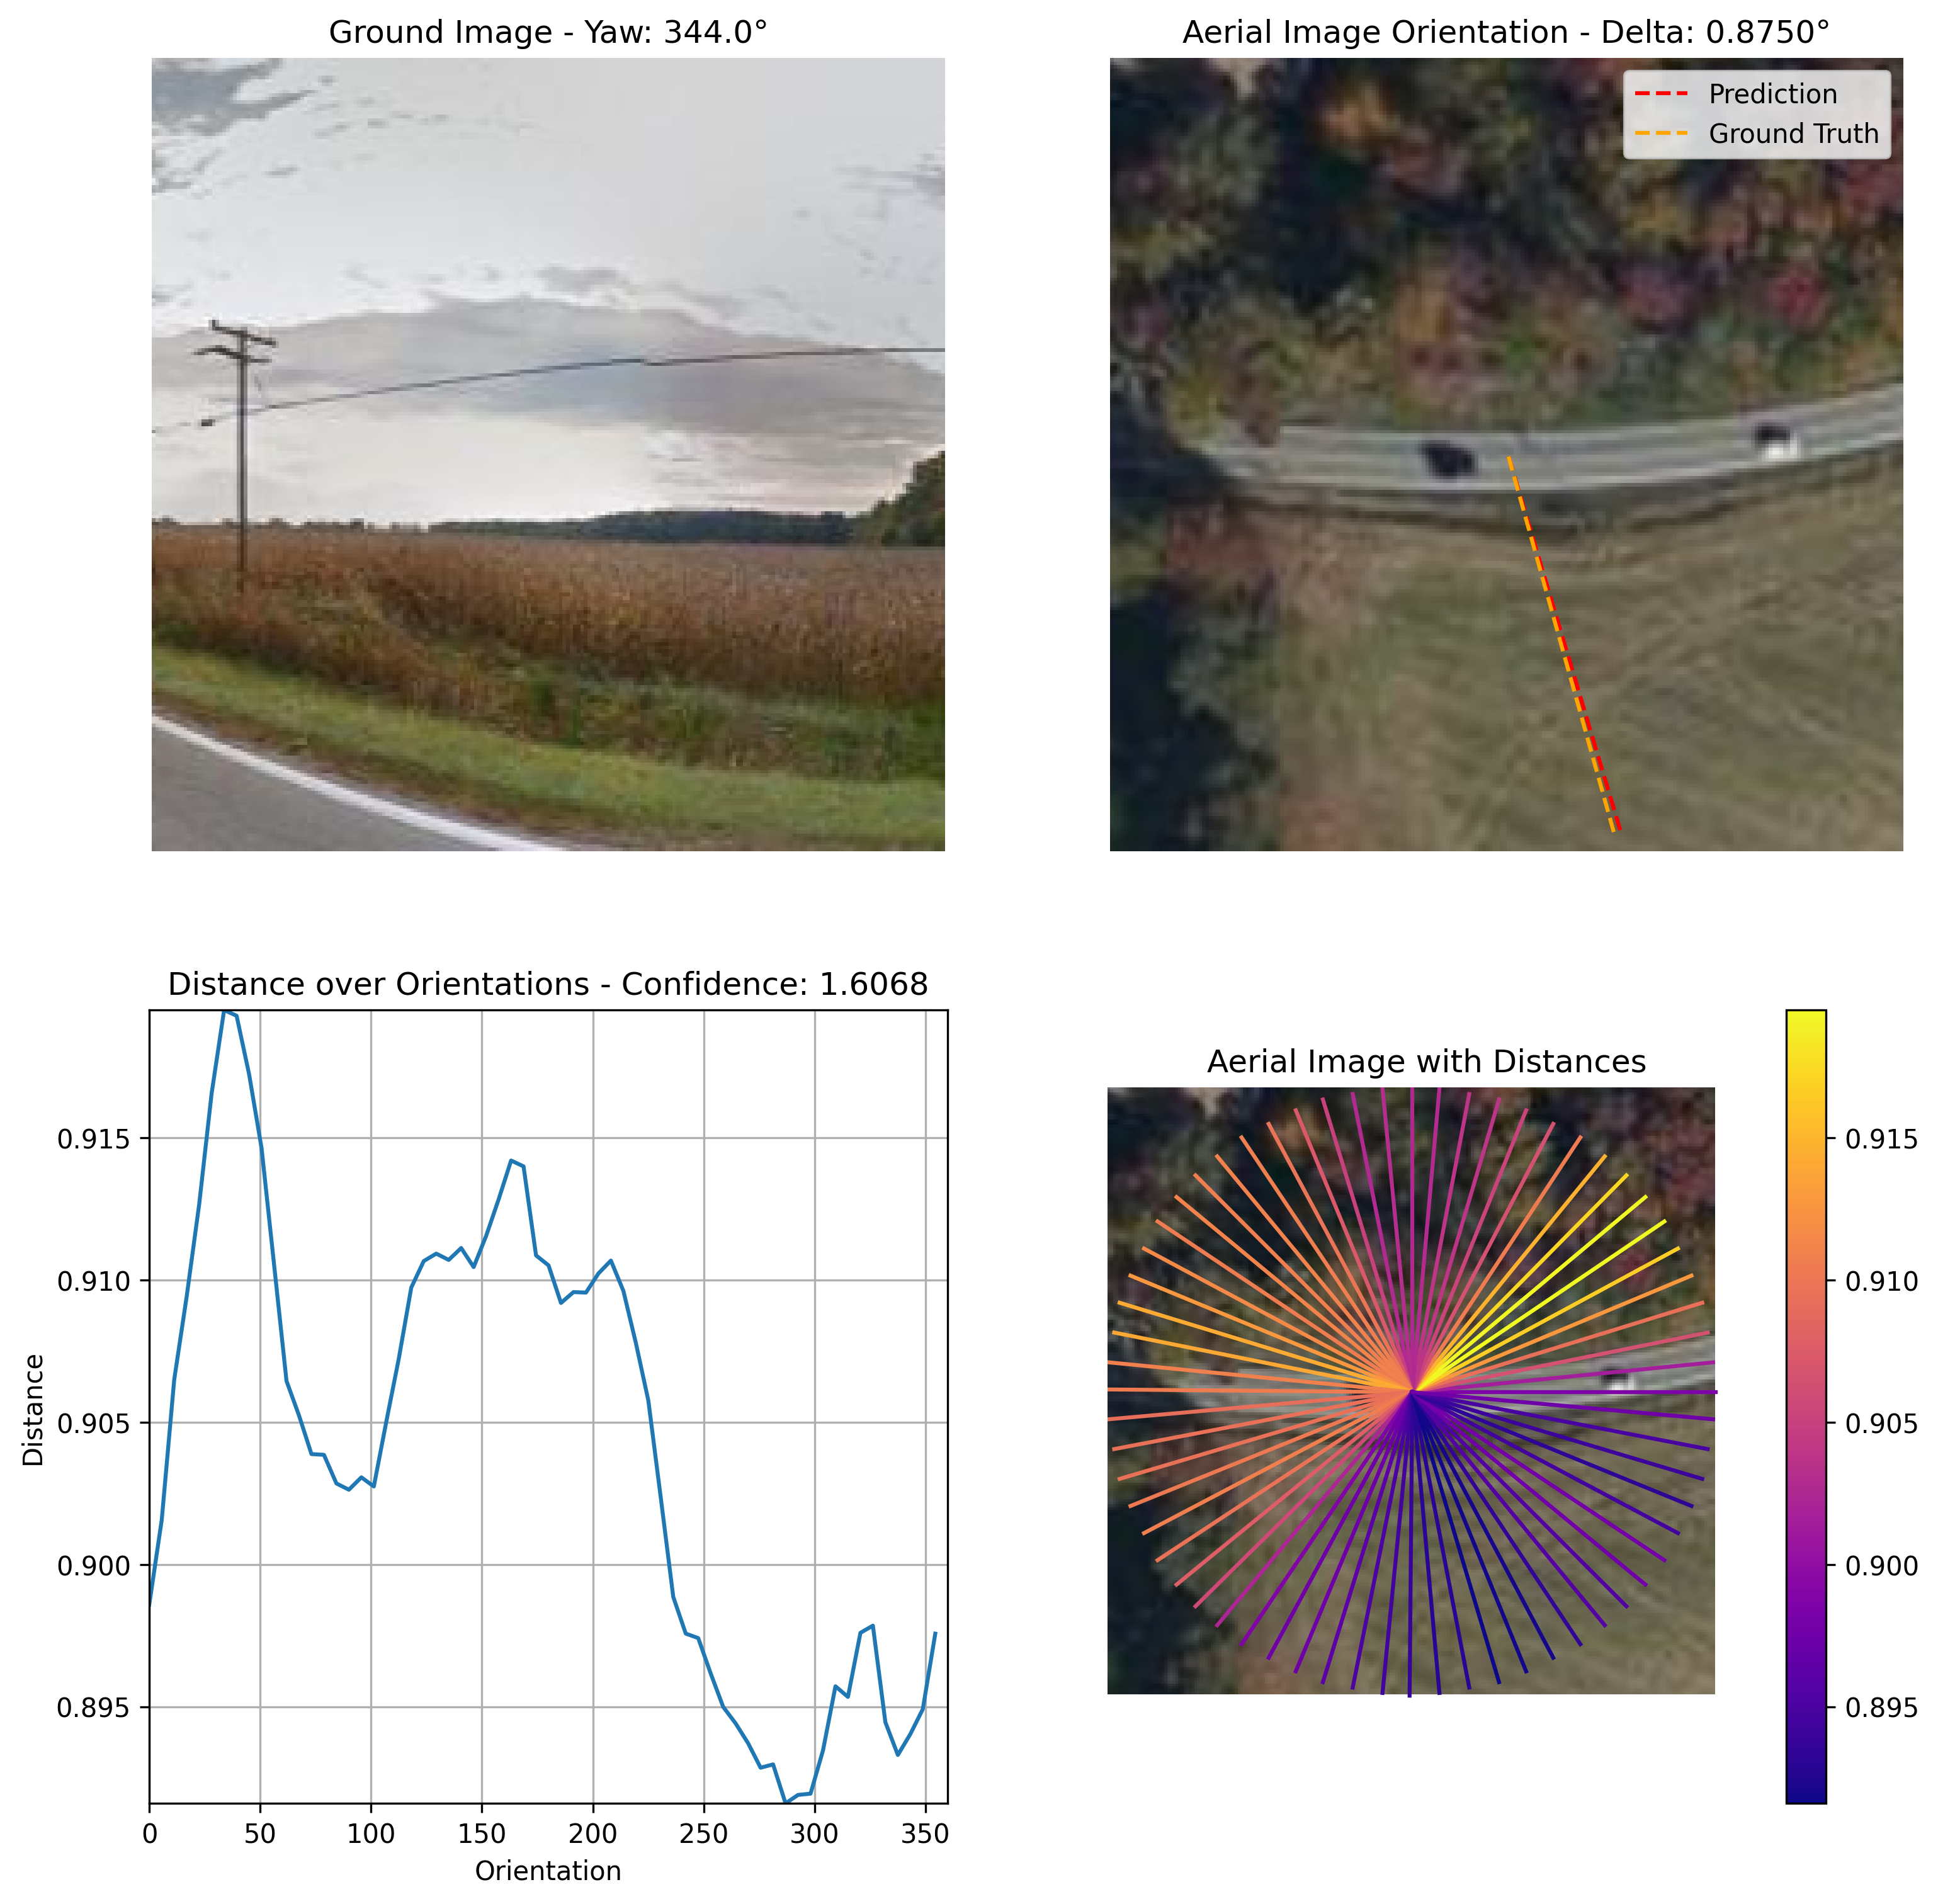 Ground Image - Yaw: 344.0°
Aerial Image Orientation - Delta: 0.8750°
Prediction
Ground Truth
Distance over Orientations - Confidence: 1.6068
0.915
0.910
0.905
0.900
0.895
Distance
0
50
100
150
200
250
300
350
Orientation
Aerial Image with Distances
0.915
0.910
0.905
0.900
0.895